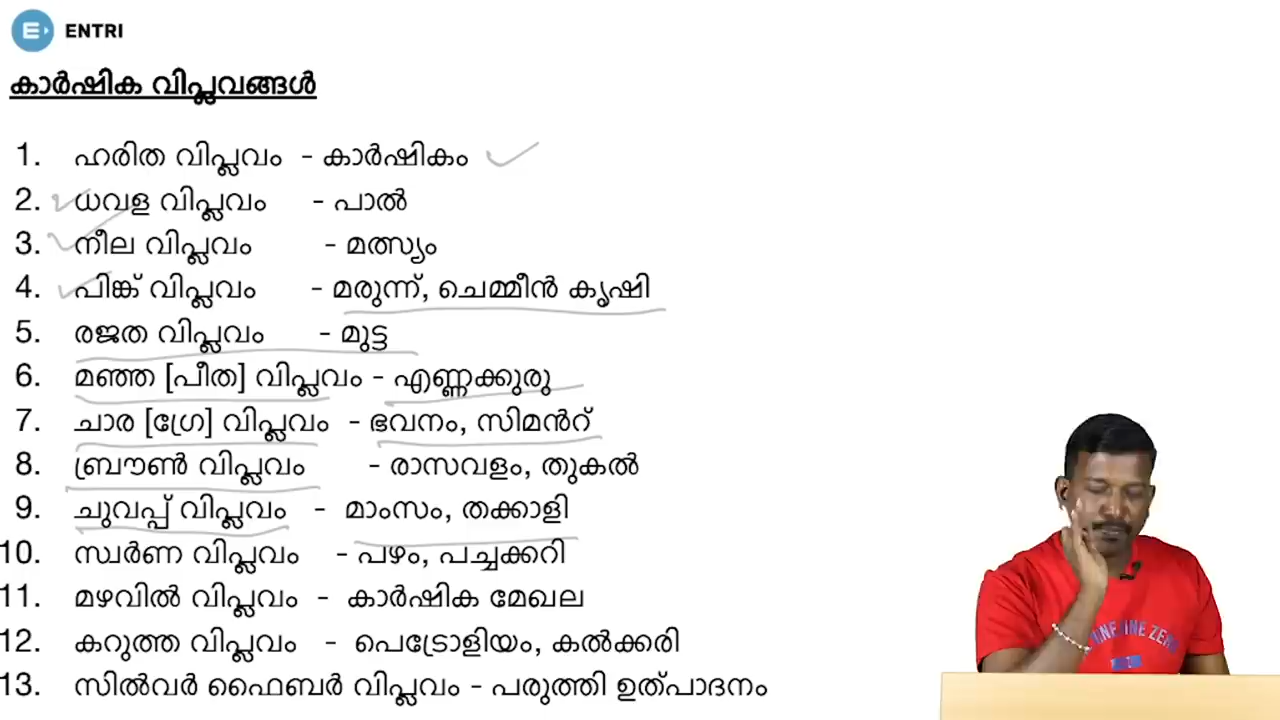 ENTRI
കാർഷിക വിപ്ലവങ്ങൾ
1. ഹരിത വിപ്ലവം - കാർഷികം
2. ധവള വിപ്ലവം - പാൽ
3. നീല വിപ്ലവം - മത്സ്യം
4. പിങ്ക് വിപ്ലവം - മരുന്ന്, ചെമ്മീൻ കൃഷി
5. രജത വിപ്ലവം - മുട്ട
6. മഞ്ഞ [പീത] വിപ്ലവം - എണ്ണക്കുരു
7. ചാര [ഗ്രേ] വിപ്ലവം - ഭവനം, സിമൻറ്
8. ബ്രൗൺ വിപ്ലവം - രാസവളം, തുകൽ
9. ചുവപ്പ് വിപ്ലവം - മാംസം, തക്കാളി
10. സ്വർണ വിപ്ലവം - പഴം, പച്ചക്കറി
11. മഴവിൽ വിപ്ലവം - കാർഷിക മേഖല
12. കറുത്ത വിപ്ലവം - പെട്രോളിയം, കൽക്കരി
13. സിൽവർ ഫൈബർ വിപ്ലവം - പരുത്തി ഉത്പാദനം